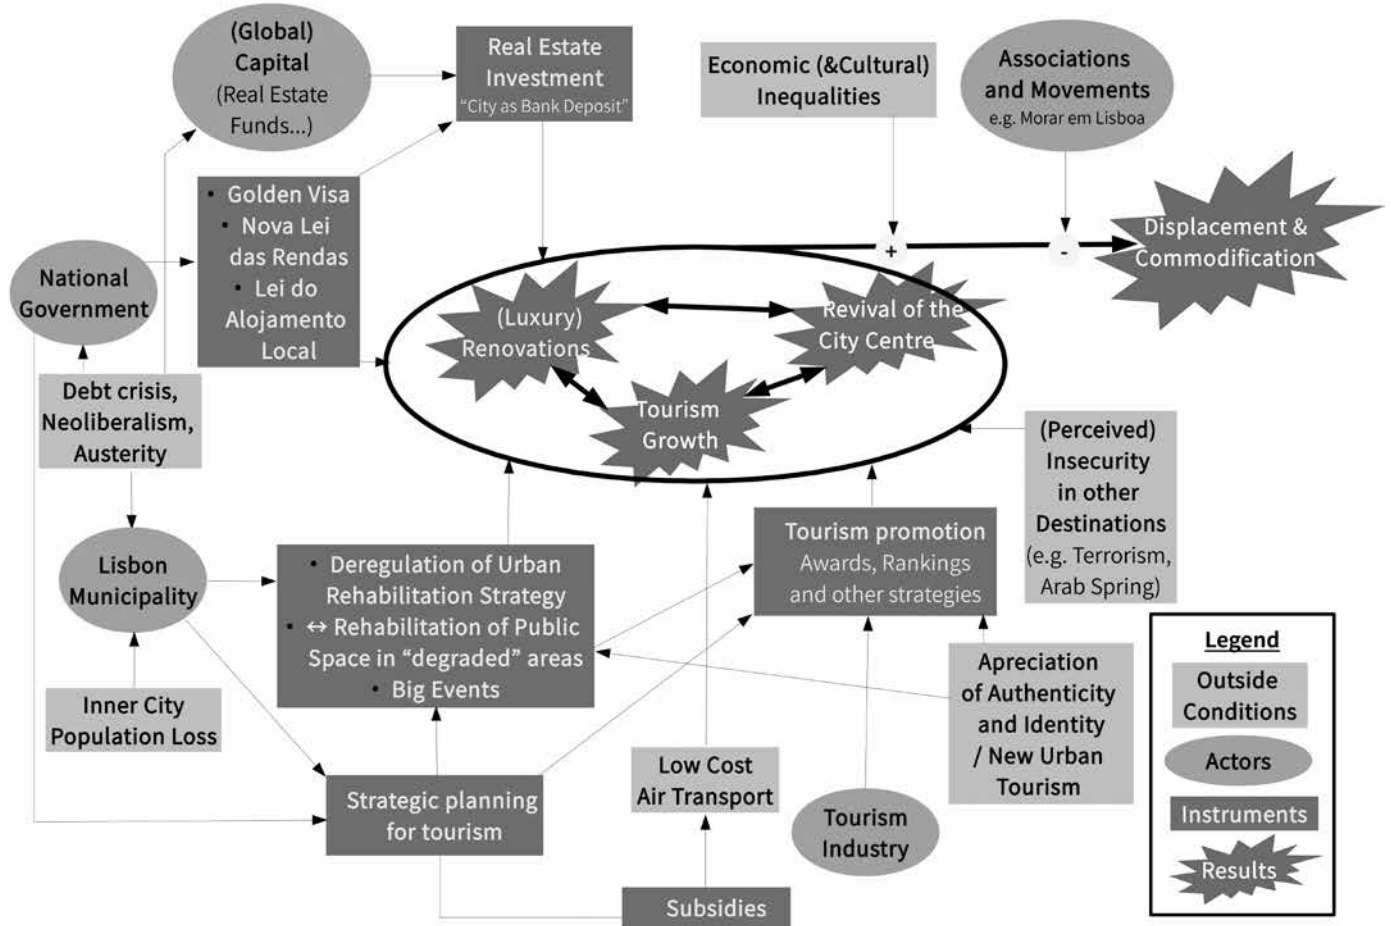 (Global)
Capital
(Real Estate
Funds...)
Real Estate
Investment
“City as Bank Deposit”
Economic (&Cultural)
Inequalities
Associations
and Movements
e.g. Morar em Lisboa
• Golden Visa
• Nova Lei
das Rendas
• Lei do
Alojamento
Local
National
Government
+
-
Displacement &
Commodification
(Luxury)
Renovations
Revival of the
City Centre
Tourism
Growth
Debt crisis,
Neoliberalism,
Austerity
(Perceived)
Insecurity
in other
Destinations
(e.g. Terrorism,
Arab Spring)
Lisbon
Municipality
• Deregulation of Urban
Rehabilitation Strategy
• ↔ Rehabilitation of Public
Space in “degraded” areas
• Big Events
Tourism promotion
Awards, Rankings
and other strategies
Inner City
Population Loss
Apreciation
of Authenticity
and Identity
/ New Urban
Tourism
Strategic planning
for tourism
Low Cost
Air Transport
Tourism
Industry
Subsidies
Legend
Outside
Conditions
Actors
Instruments
Results